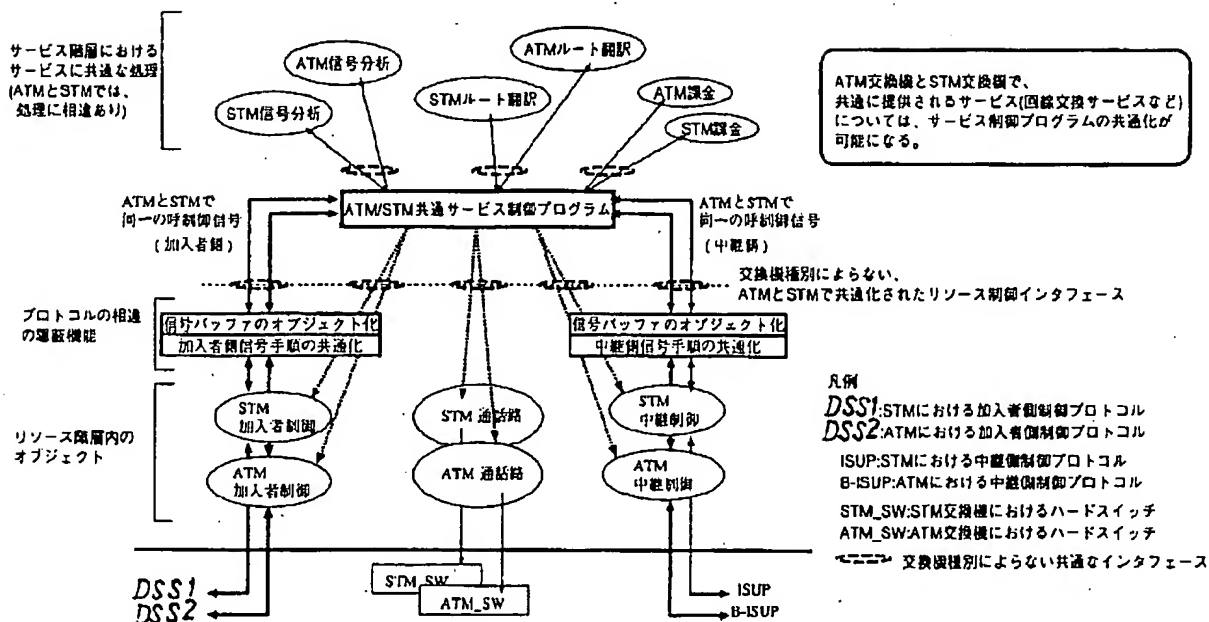 サービス階層における
サービスに共通な処理
(ATMとSTMでは、
処理に相違あり)
ATM信号分析
STM信号分析
ATMルート翻訳
STMルート翻訳
ATM課金
STM課金
ATM交換機とSTM交換機で、
共通に提供されるサービス(回線交換サービスなど)
については、サービス制御プログラムの共通化が
可能になる。
ATMとSTMで
同一の呼制御信号
(加入者側)
ATM/STM共通サービス制御プログラム
ATMとSTMで
同一の呼制御信号
(中継側)
交換機種別によらない、
ATMとSTMで共通化されたリソース制御インタフェース
プロトコルの相違
の隠蔽機能
信号バッファのオブジェクト化
加入者側信号手順の共通化
信号バッファのオブジェクト化
中継側信号手順の共通化
リソース階層内の
オブジェクト
STM
加入者制御
ATM
加入者制御
STM 通話路
ATM 通話路
STM
中継制御
ATM
中継制御
凡例
DSS1:STMにおける加入者側制御プロトコル
DSS2:ATMにおける加入者側制御プロトコル
ISUP:STMにおける中継側制御プロトコル
B-ISUP:ATMにおける中継側制御プロトコル
STM_SW:STM交換機におけるハードスイッチ
ATM_SW:ATM交換機におけるハードスイッチ
交換機種別によらない共通なインタフェース
DSS1
DSS2
STM_SW
ATM_SW
ISUP
B-ISUP